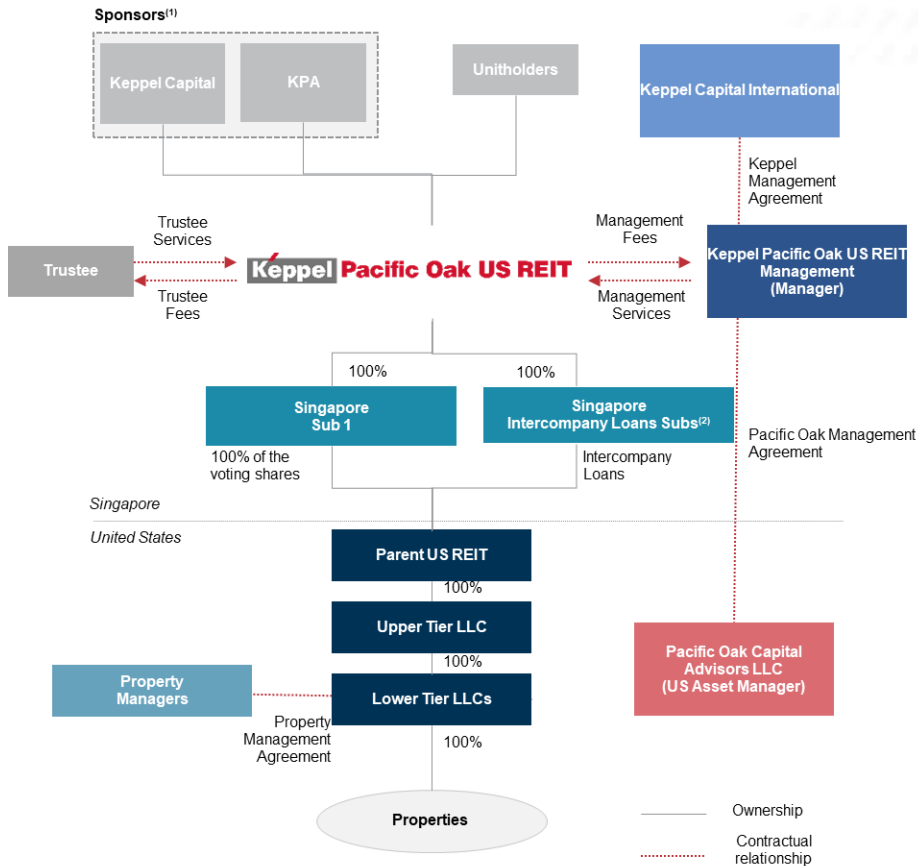 Sponsors(1)
Keppel Capital
KPA
Unitholders
Keppel Capital International
Keppel
Management
Agreement
Trustee
Services
Management
Fees
Trustee
Keppel Pacific Oak US REIT
Keppel Pacific Oak US REIT
Management
(Manager)
Trustee
Fees
Management
Services
100%
100%
Singapore
Sub 1
Singapore
Intercompany Loans Subs(2)
Pacific Oak Management
Agreement
100% of the
voting shares
Intercompany
Loans
Singapore
United States
Parent US REIT
100%
Upper Tier LLC
100%
Pacific Oak Capital
Advisors LLC
(US Asset Manager)
Property
Managers
Lower Tier LLCs
Property
Management
Agreement
100%
Properties
Ownership
Contractual
relationship